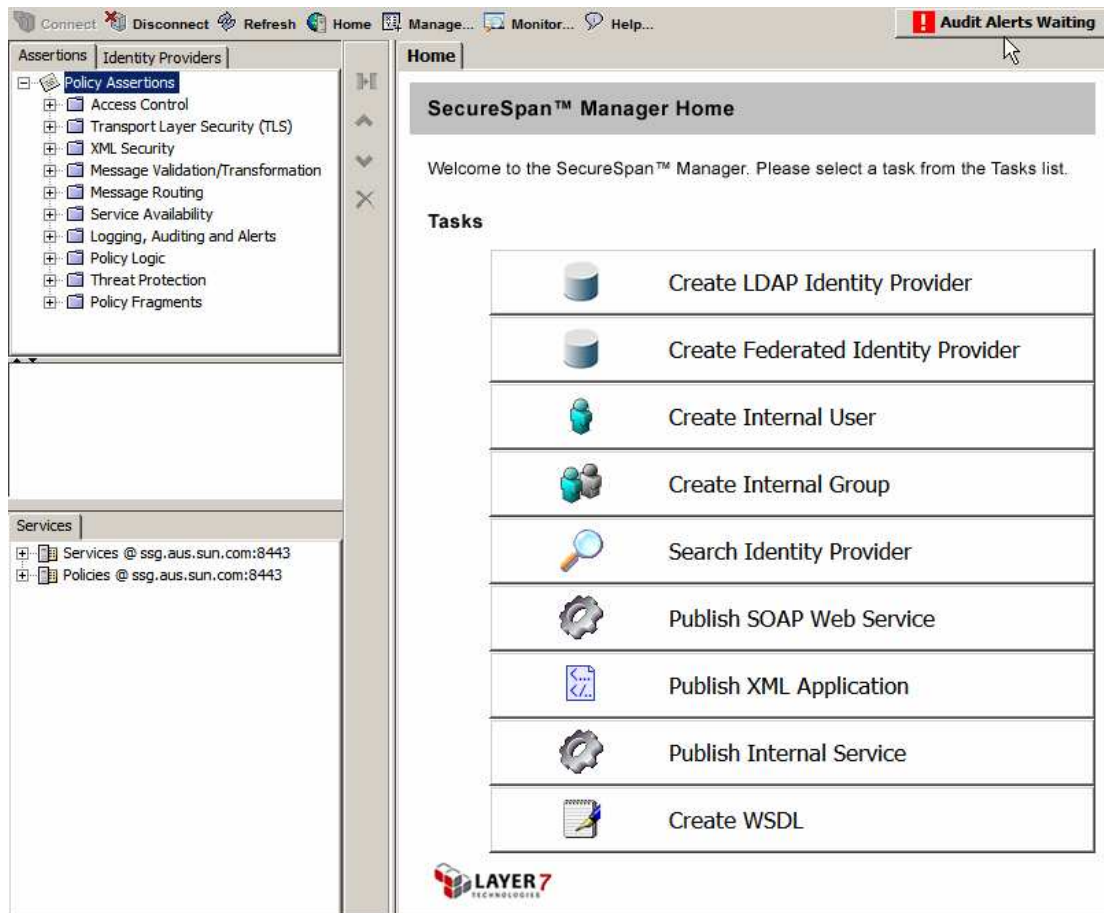 Connect Disconnect Refresh Home Manage... Monitor... Help... Audit Alerts Waiting
Assertions Identity Providers
Policy Assertions
Access Control
Transport Layer Security (TLS)
XML Security
Message Validation/Transformation
Message Routing
Service Availability
Logging, Auditing and Alerts
Policy Logic
Threat Protection
Policy Fragments
Services
Services @ ssg.aus.sun.com:8443
Policies @ ssg.aus.sun.com:8443
Home
SecureSpan™ Manager Home
Welcome to the SecureSpan™ Manager. Please select a task from the Tasks list.
Tasks
Create LDAP Identity Provider
Create Federated Identity Provider
Create Internal User
Create Internal Group
Search Identity Provider
Publish SOAP Web Service
Publish XML Application
Publish Internal Service
Create WSDL
LAYER 7
TECHNOLOGIES